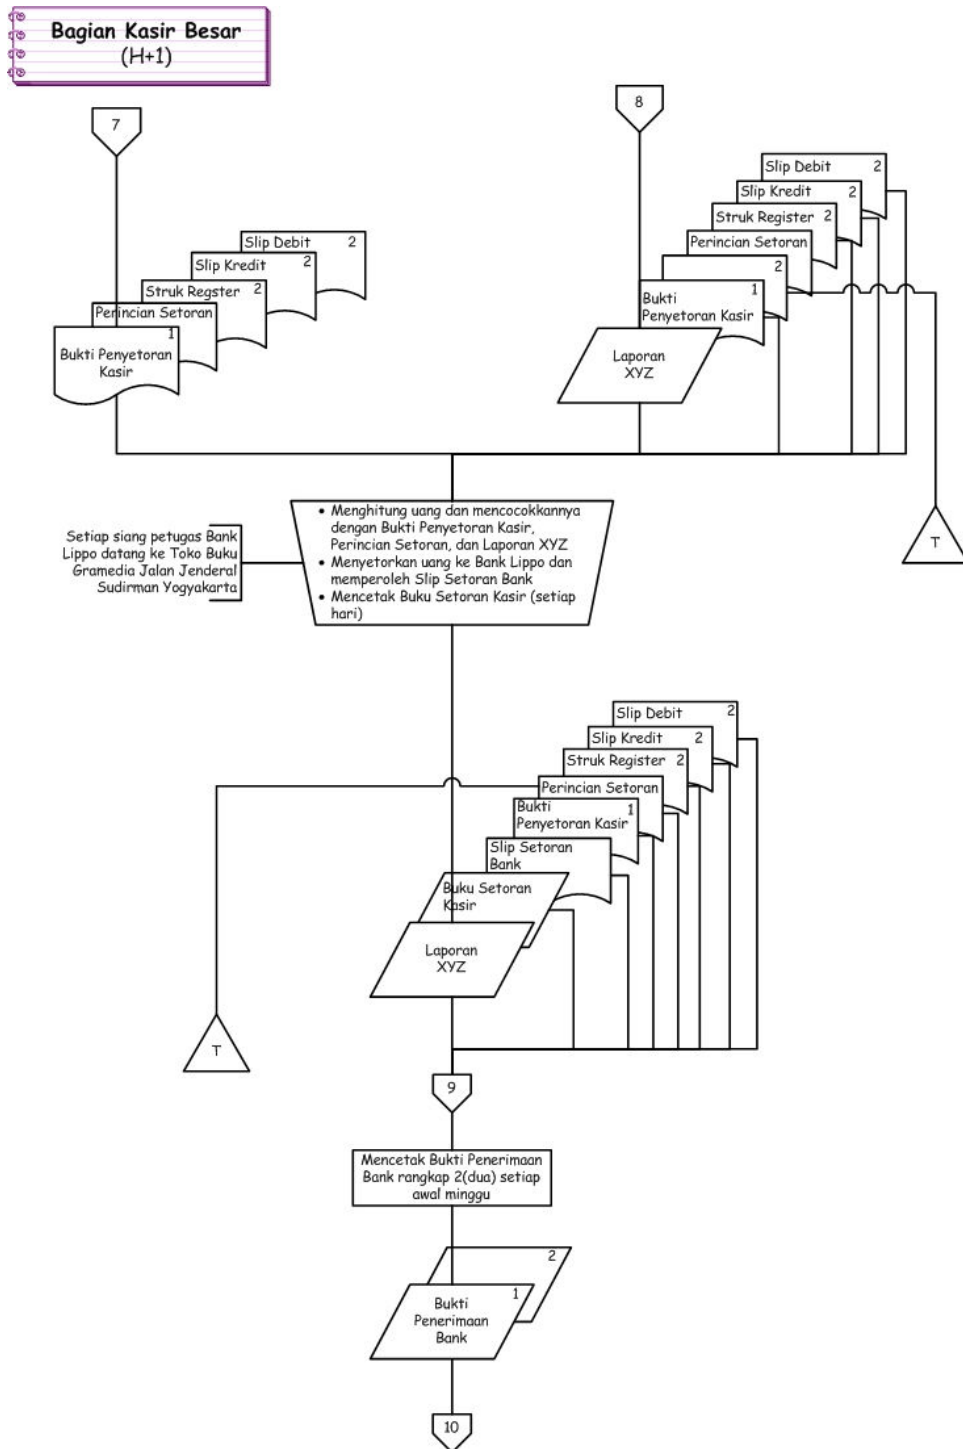 Bagian Kasir Besar
(H+1)
7
8
Slip Debit 2
Slip Kredit 2
Struk Regster 2
Perincian Setoran
1
Bukti Penyetoran
Kasir
Slip Debit 2
Slip Kredit 2
Struk Register 2
Perincian Setoran
2
1
Bukti
Penyetoran Kasir
Laporan
XYZ
T
Setiap siang petugas Bank
Lippo datang ke Toko Buku
Gramedia Jalan Jenderal
Sudirman Yogyakarta
• Menghitung uang dan mencocokkannya
dengan Bukti Penyetoran Kasir,
Perincian Setoran, dan Laporan XYZ
• Menyetorkan uang ke Bank Lippo dan
memperoleh Slip Setoran Bank
• Mencetak Buku Setoran Kasir (setiap
hari)
Slip Debit 2
Slip Kredit 2
Struk Register 2
Perincian Setoran
Bukti
Penyetoran Kasir 1
Slip Setoran
Bank
Buku Setoran
Kasir
Laporan
XYZ
T
9
Mencetak Bukti Penerimaan
Bank rangkap 2(dua) setiap
awal minggu
2
1
Bukti
Penerimaan
Bank
10